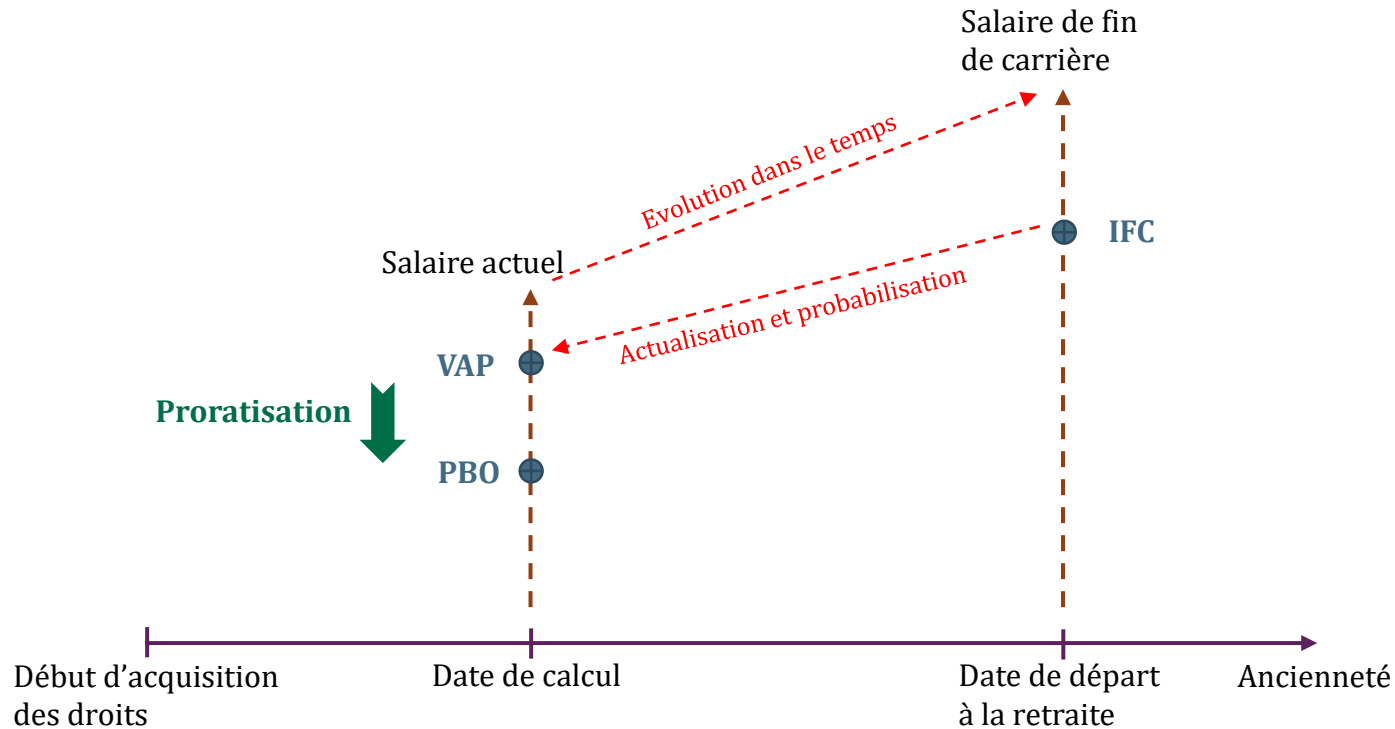 Salaire de fin
de carrière
Evolution dans le temps
IFC
Salaire actuel
Actualisation et probabilisation
VAP
Proratisation
PBO
Début d’acquisition
des droits
Date de calcul
Date de départ
à la retraite
Ancienneté